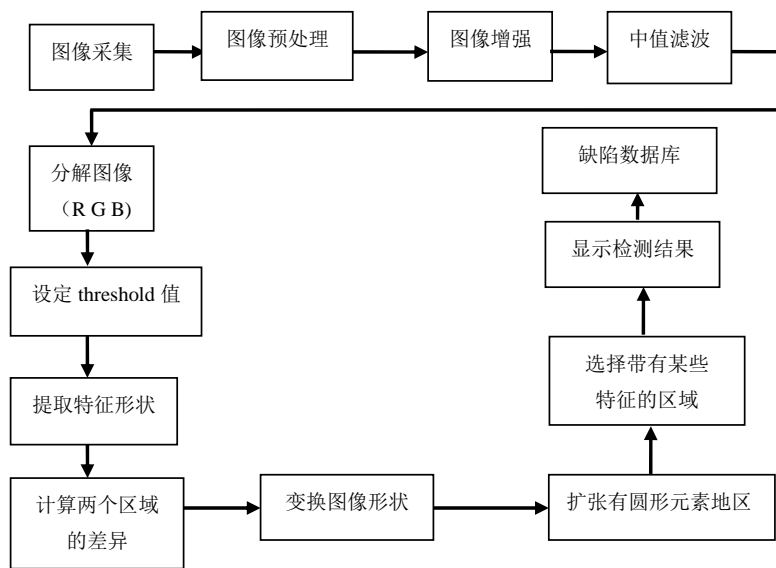 图像采集
图像预处理
图像增强
中值滤波
分解图像
（R G B)
设定 threshold 值
提取特征形状
计算两个区域
的差异
变换图像形状
扩张有圆形元素地区
选择带有某些
特征的区域
显示检测结果
缺陷数据库